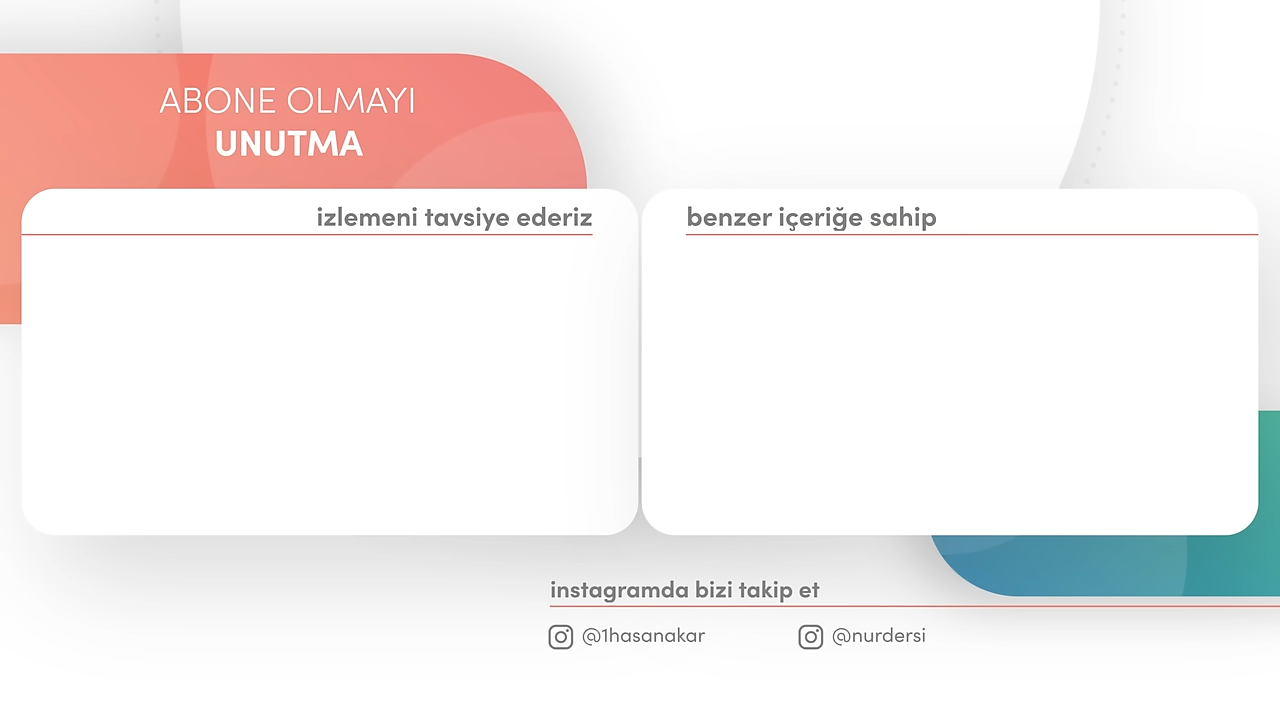 ABONE OLMAYI
UNUTMA
izlemeni tavsiye ederiz
benzer içeriğe sahip
instagramda bizi takip et
@1hasanakar
@nurdersi